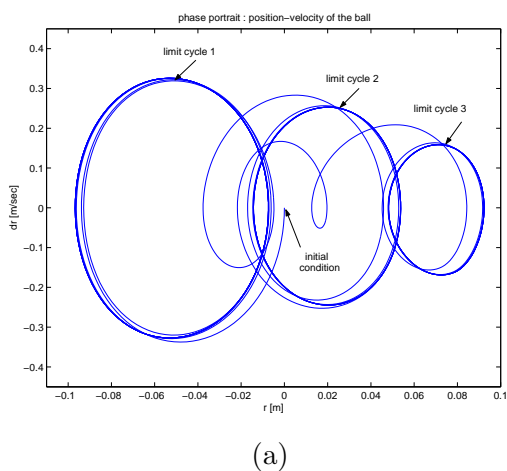 phase portrait : position−velocity of the ball
0.4
0.3
0.2
0.1
0
−0.1
−0.2
−0.3
−0.4
dr [m/sec]
limit cycle 1
limit cycle 2
limit cycle 3
initial
condition
−0.1 −0.08 −0.06 −0.04 −0.02 0 0.02 0.04 0.06 0.08 0.1
r [m]
(a)